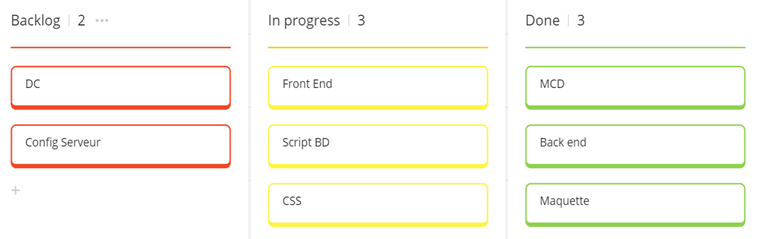 Backlog | 2 ···
DC
Config Serveur
+
In progress | 3
Front End
Script BD
CSS
Done | 3
MCD
Back end
Maquette